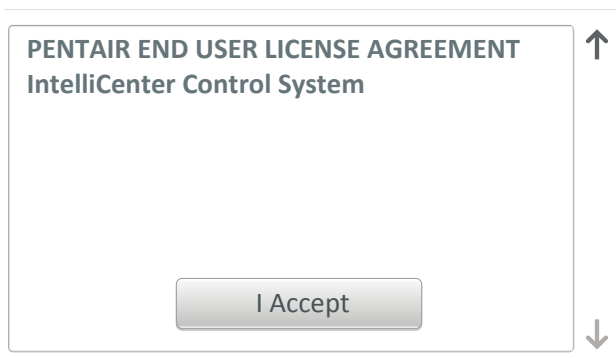 PENTAIR END USER LICENSE AGREEMENT
IntelliCenter Control System
I Accept